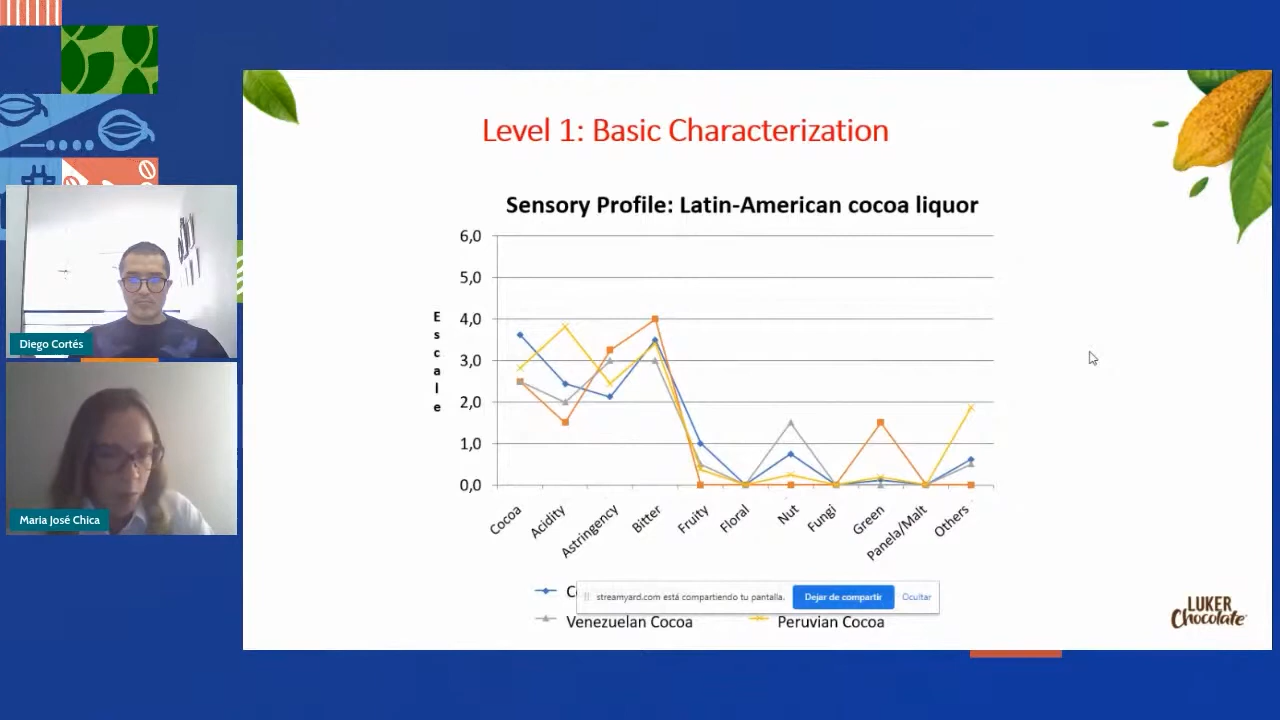 Level 1: Basic Characterization
Sensory Profile: Latin-American cocoa liquor
6,0
5,0
4,0
3,0
2,0
1,0
0,0
Escale
Cocoa
Acidity
Astringency
Bitter
Fruity
Floral
Nut
Fungi
Green
Panela/Malt
Others
streamyard.com está compartiendo tu pantalla.
Dejar de compartir
Ocultar
Venezuelan Cocoa
Peruvian Cocoa
Diego Cortés
Maria José Chica
LUKER
Chocolate